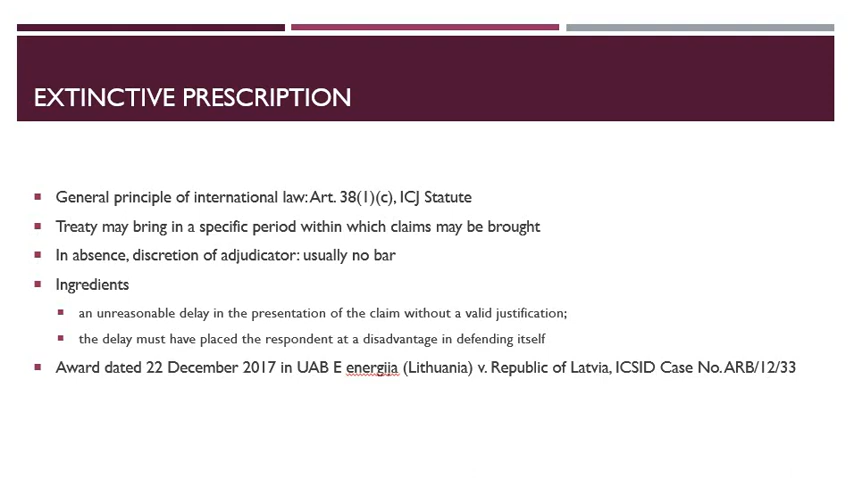 EXTINCTIVE PRESCRIPTION
General principle of international law: Art. 38(1)(c), ICJ Statute
Treaty may bring in a specific period within which claims may be brought
In absence, discretion of adjudicator: usually no bar
Ingredients
an unreasonable delay in the presentation of the claim without a valid justification;
the delay must have placed the respondent at a disadvantage in defending itself
Award dated 22 December 2017 in UAB E energija (Lithuania) v. Republic of Latvia, ICSID Case No. ARB/12/33